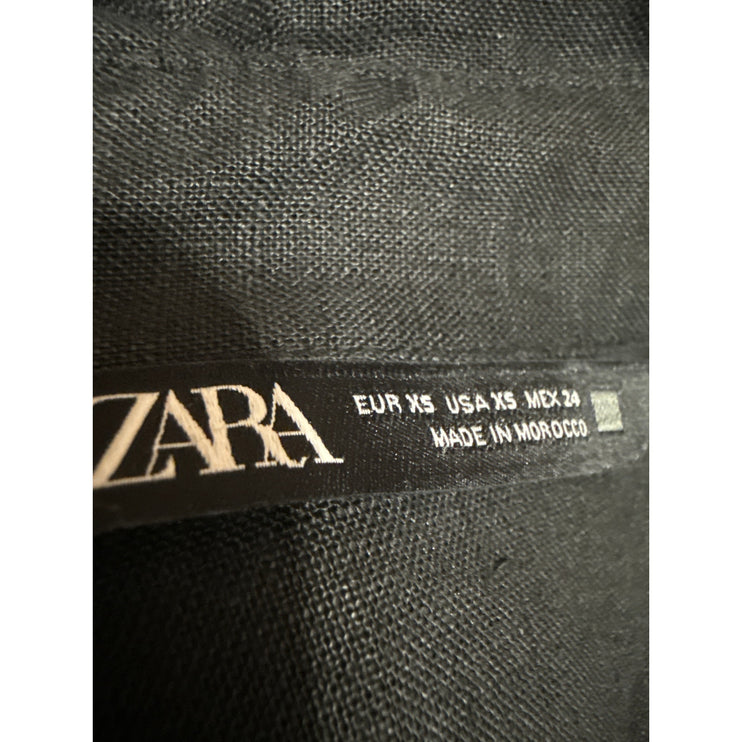 ZARA
EUR XS USA XS MEX 24
MADE IN MOROCCO